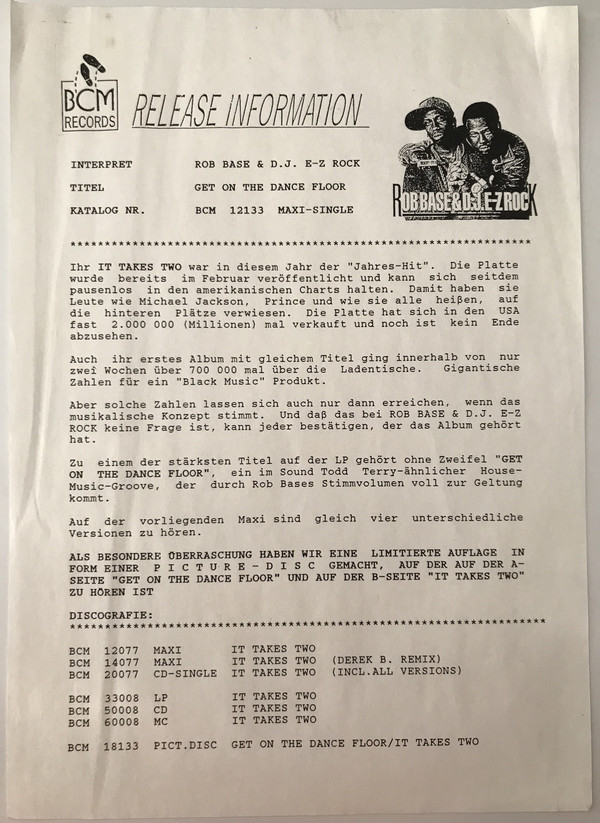 BCM
RECORDS
RELEASE INFORMATION
INTERPRET ROB BASE & D.J. E-Z ROCK
TITEL GET ON THE DANCE FLOOR
KATALOG NR. BCM 12133 MAXI-SINGLE
ROB BASE & D.J. E-Z ROCK
*******************************************************************
Ihr IT TAKES TWO war in diesem Jahr der "Jahres-Hit". Die Platte
wurde bereits im Februar veröffentlicht und kann sich seitdem
pausenlos in den amerikanischen Charts halten. Damit haben sie
Leute wie Michael Jackson, Prince und wie sie alle heißen, auf
die hinteren Plätze verwiesen. Die Platte hat sich in den USA
fast 2.000 000 (Millionen) mal verkauft und noch ist kein Ende
abzusehen.
Auch ihr erstes Album mit gleichem Titel ging innerhalb von nur
zwei Wochen über 700 000 mal über die Ladentische. Gigantische
Zahlen für ein "Black Music" Produkt.
Aber solche Zahlen lassen sich auch nur dann erreichen, wenn das
musikalische Konzept stimmt. Und daß das bei ROB BASE & D.J. E-Z
ROCK keine Frage ist, kann jeder bestätigen, der das Album gehört
hat.
Zu einem der stärksten Titel auf der LP gehört ohne Zweifel "GET
ON THE DANCE FLOOR", ein im Sound Todd Terry-ähnlicher House-
Music-Groove, der durch Rob Bases Stimmvolumen voll zur Geltung
kommt.
Auf der vorliegenden Maxi sind gleich vier unterschiedliche
Versionen zu hören.
ALS BESONDERE ÜBERRASCHUNG HABEN WIR EINE LIMITIERTE AUFLAGE IN
FORM EINER P I C T U R E - D I S C GEMACHT, AUF DER AUF DER A-
SEITE "GET ON THE DANCE FLOOR" UND AUF DER B-SEITE "IT TAKES TWO"
ZU HÖREN IST
DISCOGRAFIE:
*********************************************************************
BCM 12077 MAXI IT TAKES TWO
BCM 14077 MAXI IT TAKES TWO (DEREK B. REMIX)
BCM 20077 CD-SINGLE IT TAKES TWO (INCL.ALL VERSIONS)
BCM 33008 LP IT TAKES TWO
BCM 50008 CD IT TAKES TWO
BCM 60008 MC IT TAKES TWO
BCM 18133 PICT.DISC GET ON THE DANCE FLOOR/IT TAKES TWO